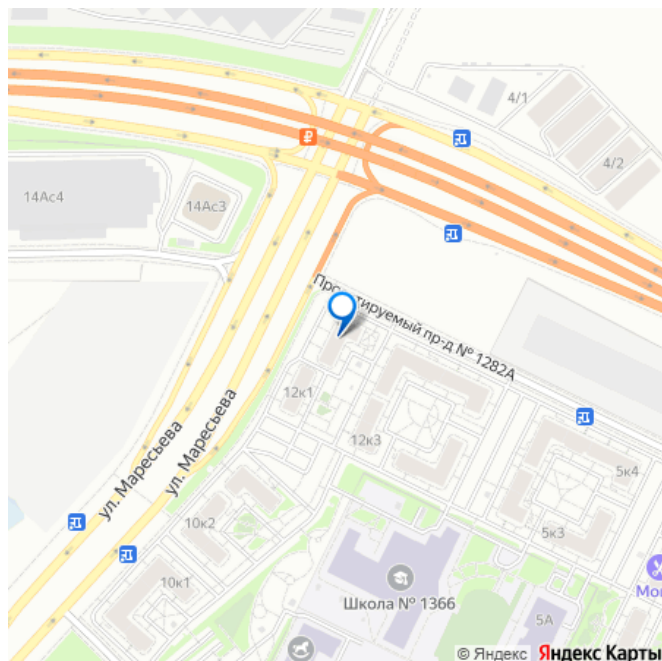 4/1
4/2
₽
14Ас4
14Ас3
Проектируемый пр-д № 1282А
12к1
12к3
ул. Маресьева
ул. Маресьева
10к2
10к1
5к4
5к3
Школа № 1366
5А
© Яндекс Яндекс Карты